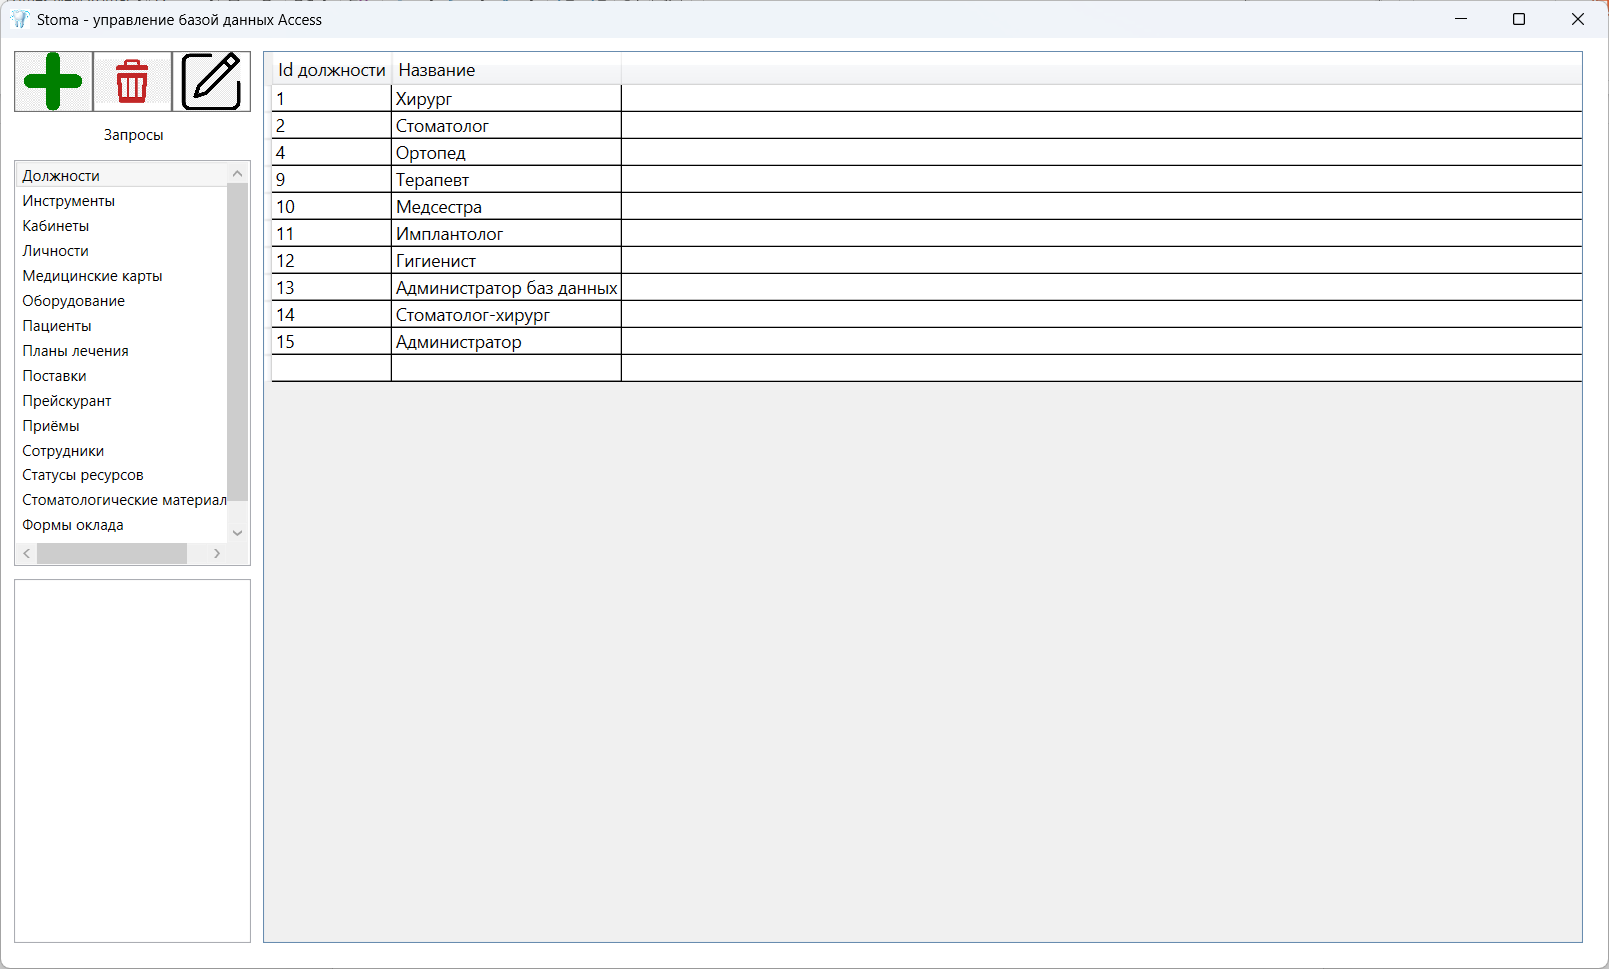 Stoma - управление базой данных Access
Запросы
Должности
Инструменты
Кабинеты
Личности
Медицинские карты
Оборудование
Пациенты
Планы лечения
Поставки
Прейскурант
Приёмы
Сотрудники
Статусы ресурсов
Стоматологические материал
Формы оклада
Id должности Название
1 Хирург
2 Стоматолог
4 Ортопед
9 Терапевт
10 Медсестра
11 Имплантолог
12 Гигиенист
13 Администратор баз данных
14 Стоматолог-хирург
15 Администратор